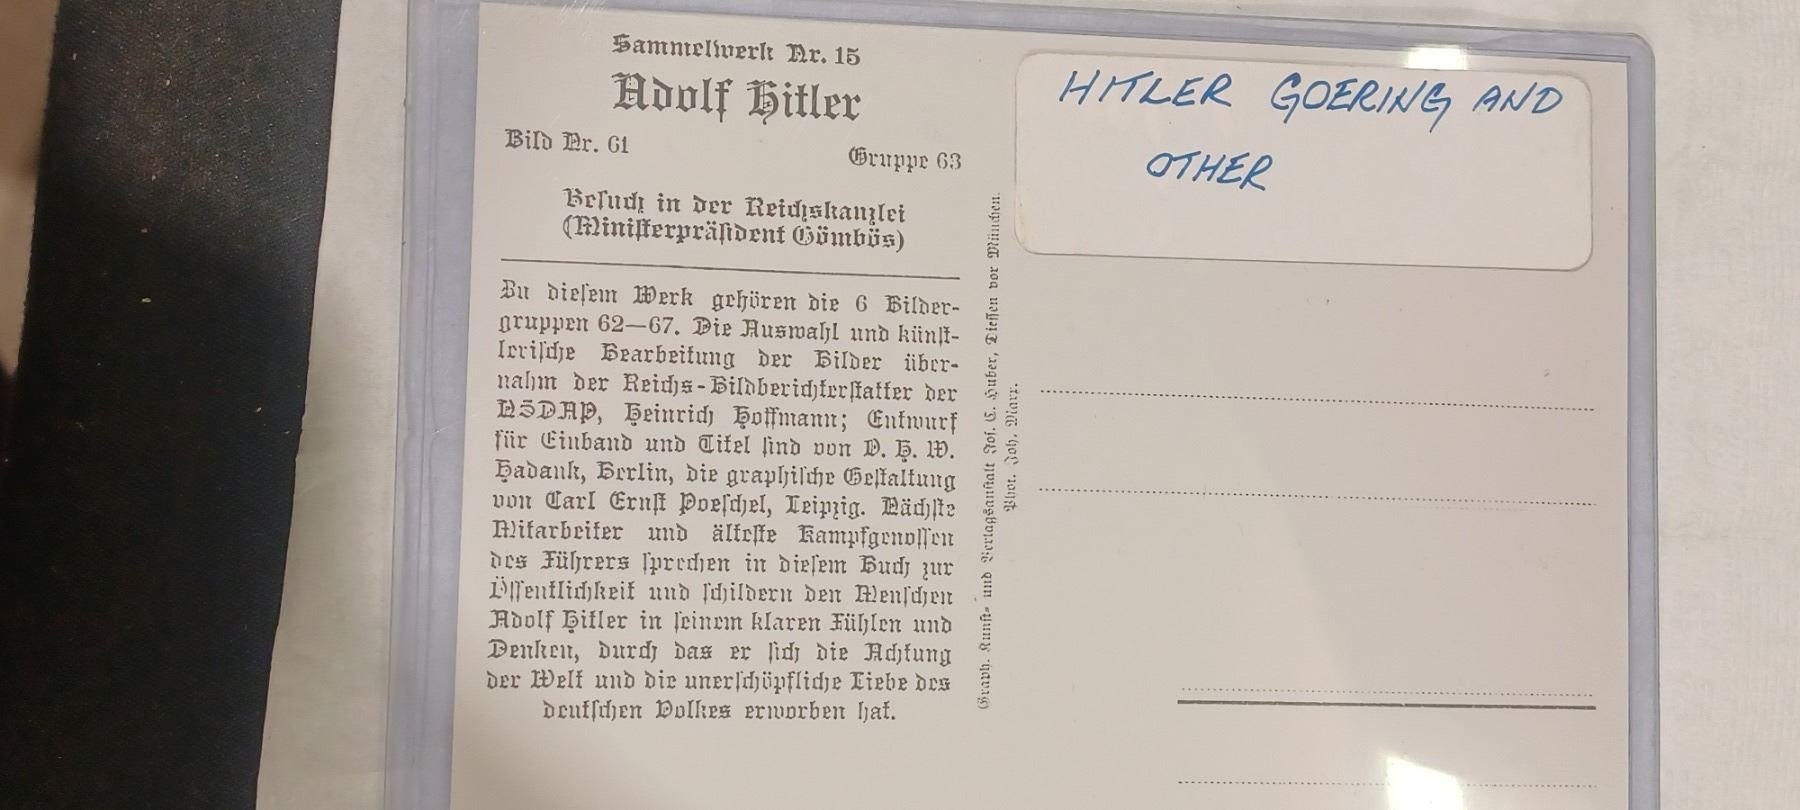 Sammelwerk Nr. 15
Adolf Hitler
Bild Nr. 61
Gruppe 63
Besuch in der Reichskanzlei
(Ministerpräsident Gömbös)
Zu diesem Werk gehören die 6 Bilder-
gruppen 62—67. Die Auswahl und künst-
lerische Bearbeitung der Bilder über-
nahm der Reichs-Bildberichterstatter der
NSDAP, Heinrich Hoffmann; Entwurf
für Einband und Titel sind von O. H. W.
Hadank, Berlin, die graphische Gestaltung
von Carl Ernst Poeschel, Leipzig. Nächste
Mitarbeiter und älteste Kampfgenossen
des Führers sprechen in diesem Buch zur
Öffentlichkeit und schildern den Menschen
Adolf Hitler in seinem klaren Fühlen und
Denken, durch das er sich die Achtung
der Welt und die unerschöpfliche Liebe des
deutschen Volkes erworben hat.
Graph. Kunst- und Verlagsanstalt Jos. C. Huber, Diessen vor München.
Phot. Joh. Marx.
HITLER GOERING AND
OTHER